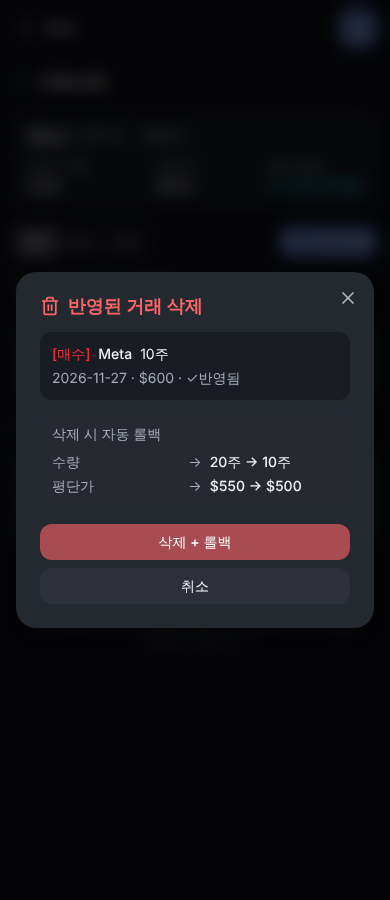 반영된 거래 삭제
[매수] Meta 10주
2026-11-27 · $600 · ✓반영됨
삭제 시 자동 롤백
수량 → 20주 → 10주
평단가 → $550 → $500
삭제 + 롤백
취소